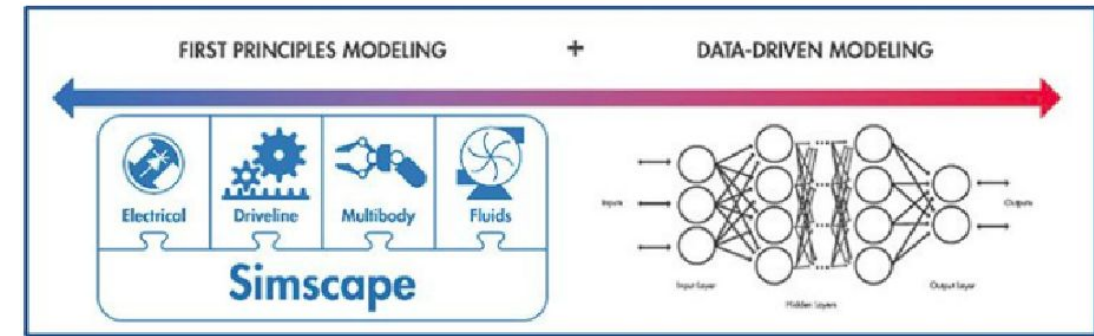 FIRST PRINCIPLES MODELING + DATA-DRIVEN MODELING
Electrical Driveline Multibody Fluids
Simscape
Inputs
Outputs
Input Layer
Hidden Layers
Output Layer